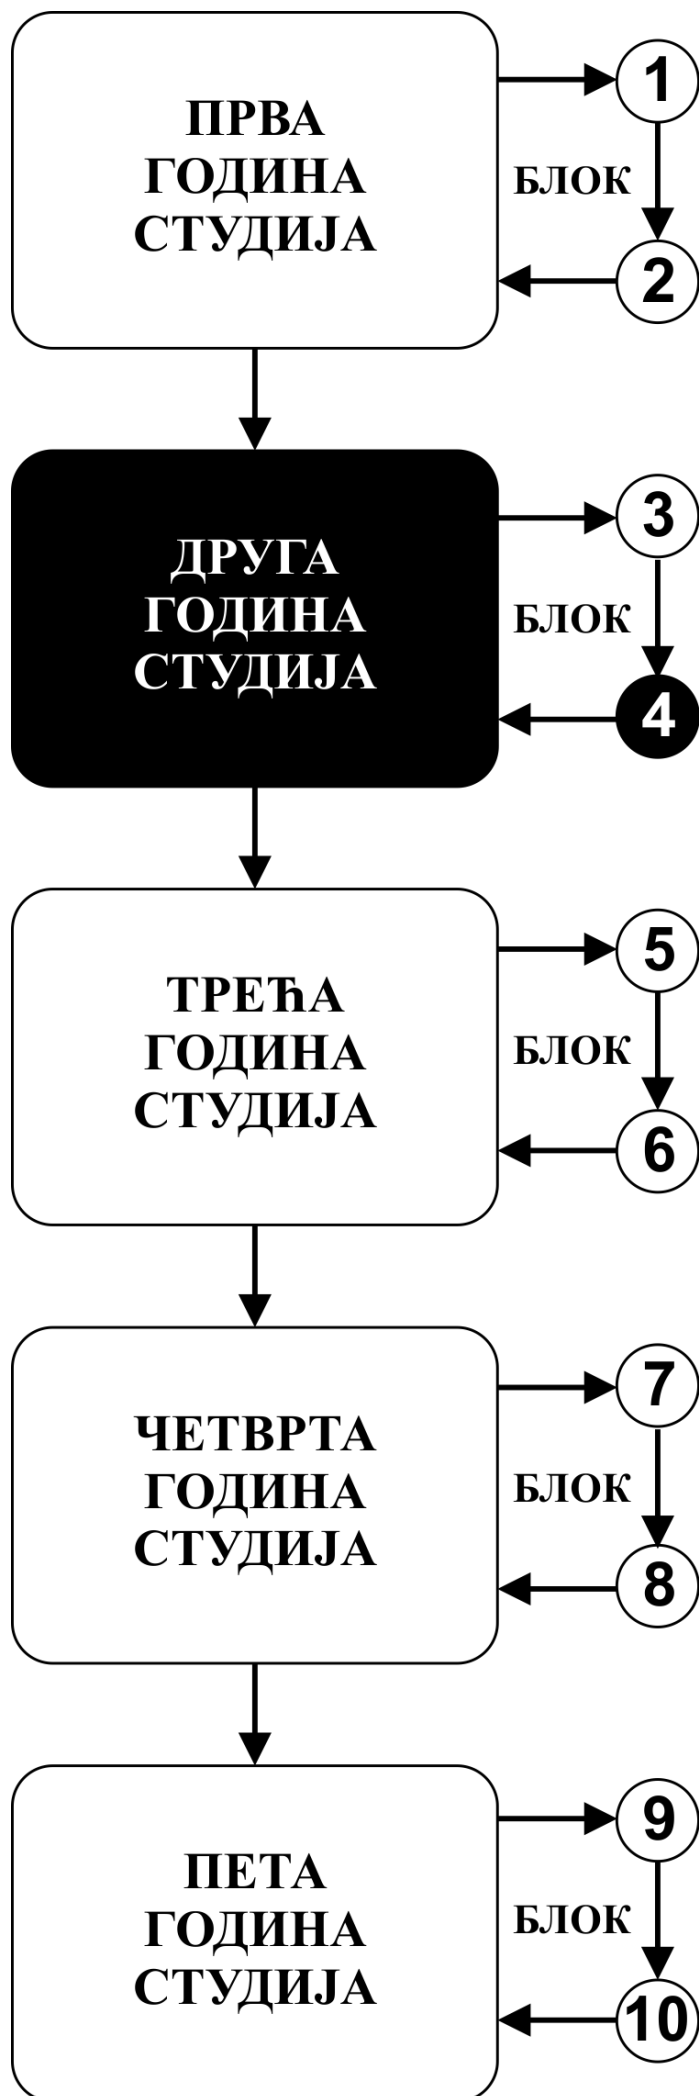 ПРВА
ГОДИНА
СТУДИЈА
1
БЛОК
2
ДРУГА
ГОДИНА
СТУДИЈА
3
БЛОК
4
ТРЕЋА
ГОДИНА
СТУДИЈА
5
БЛОК
6
ЧЕТВРТА
ГОДИНА
СТУДИЈА
7
БЛОК
8
ПЕТА
ГОДИНА
СТУДИЈА
9
БЛОК
10